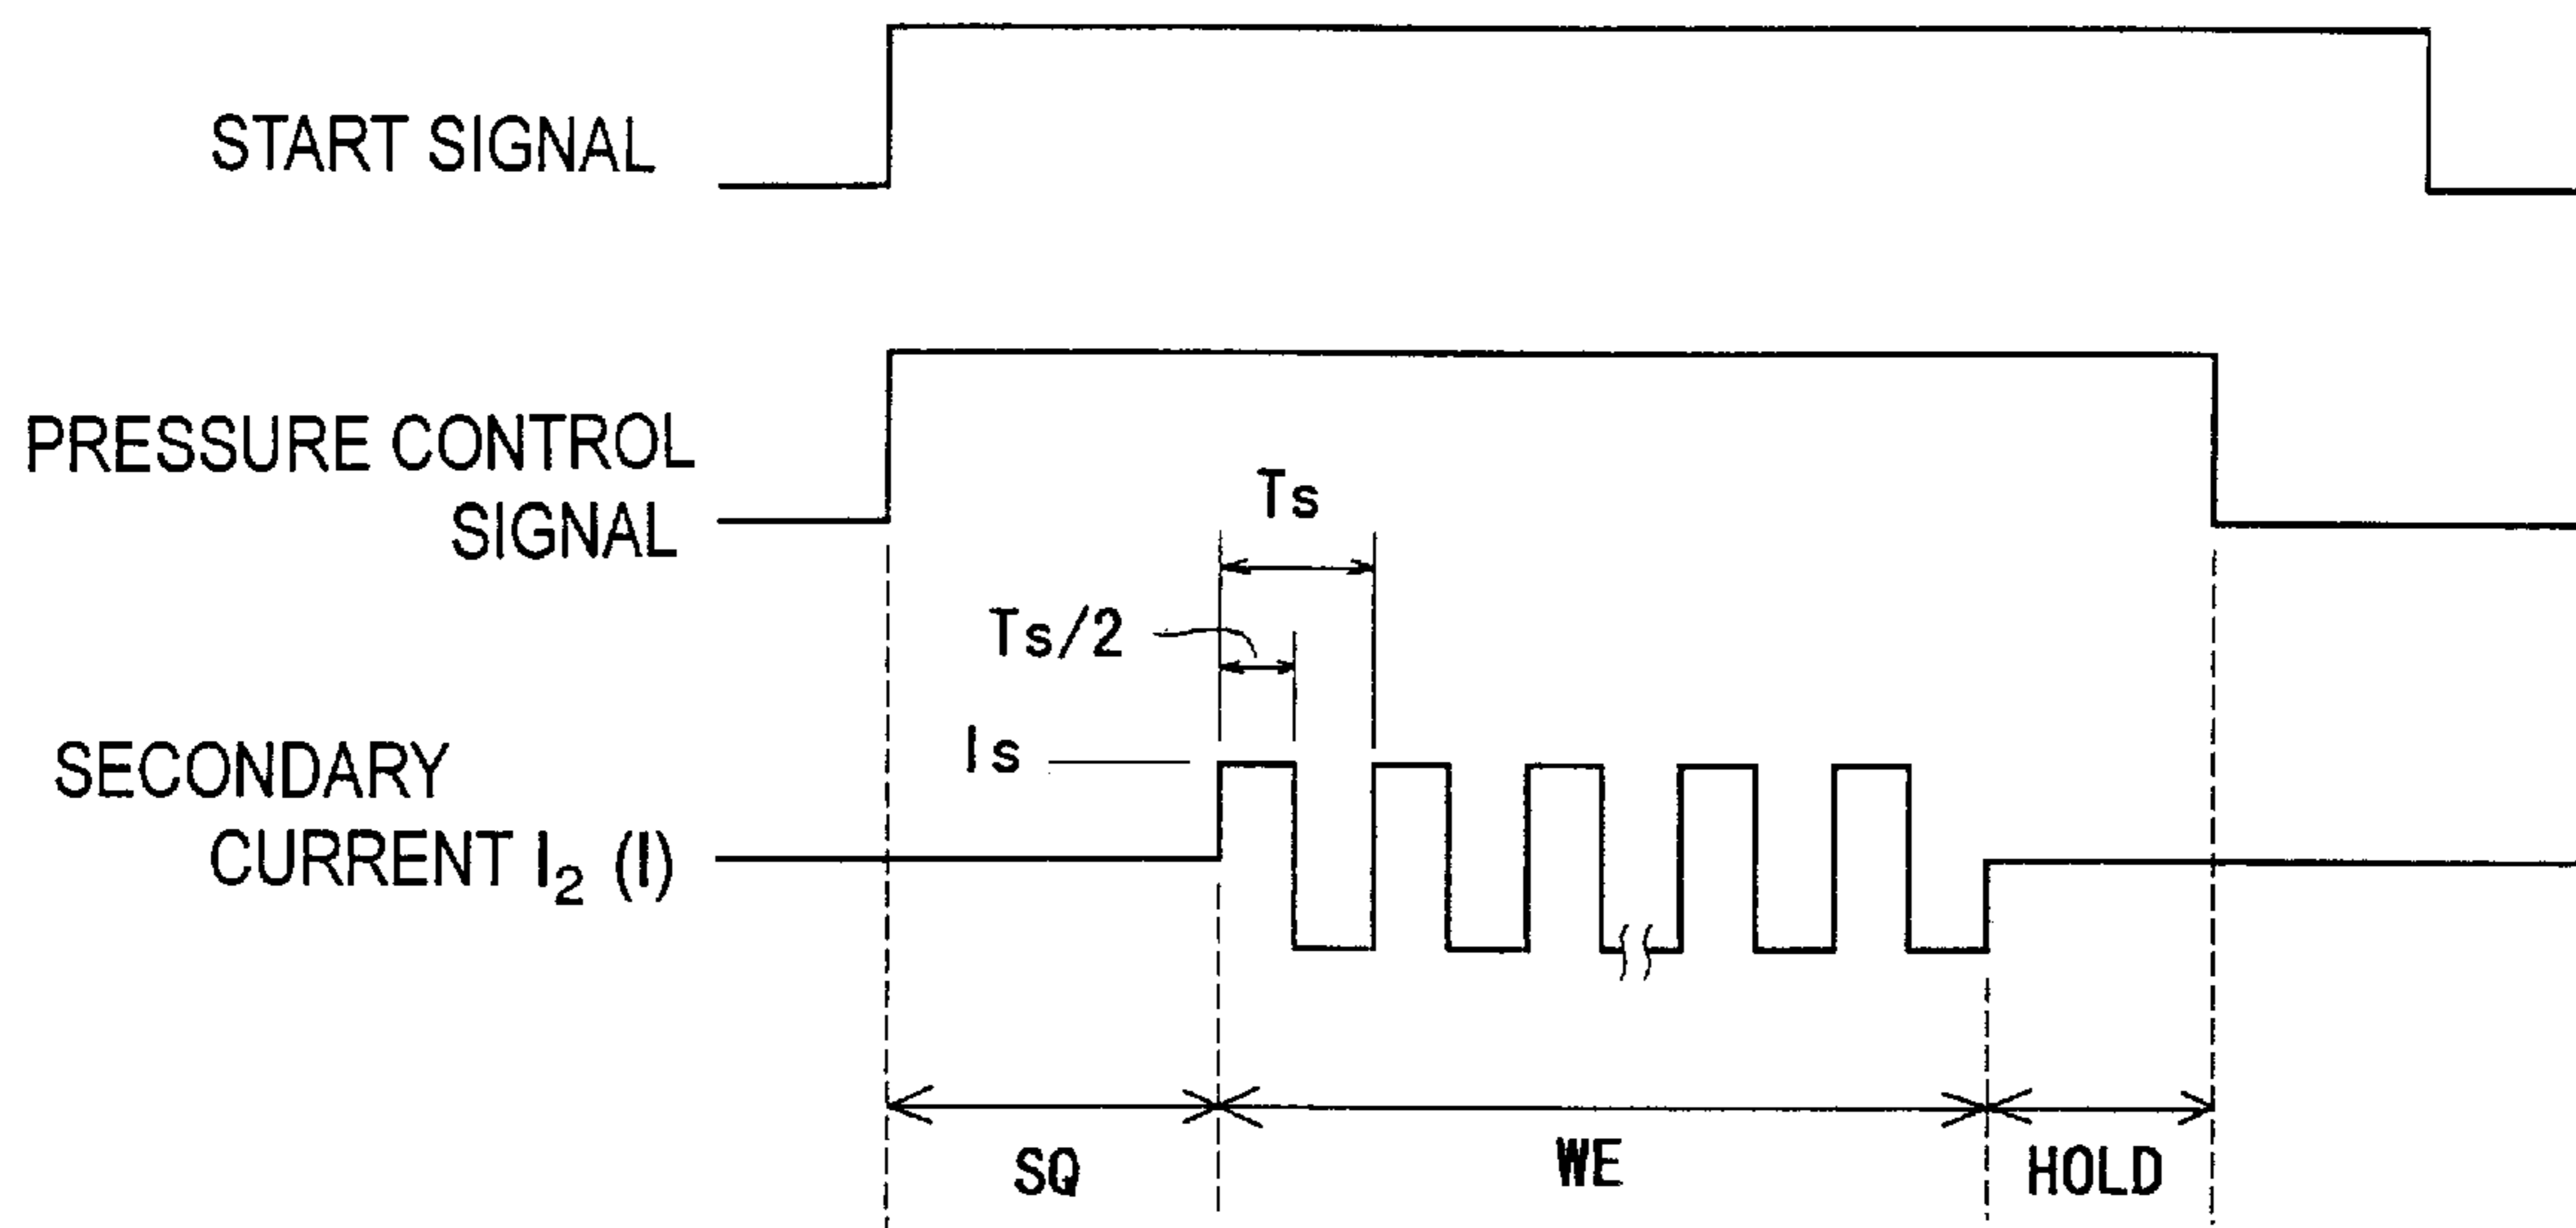 START SIGNAL
PRESSURE CONTROL
SIGNAL
Ts
Ts/2
Is
SECONDARY
CURRENT I₂ (I)
SQ
WE
HOLD